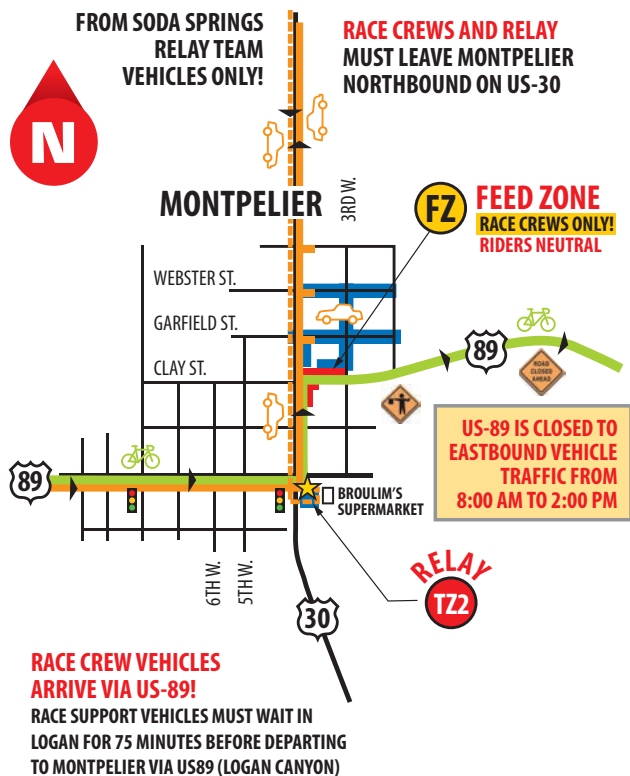 FROM SODA SPRINGS
RELAY TEAM
VEHICLES ONLY!
RACE CREWS AND RELAY
MUST LEAVE MONTPELIER
NORTHBOUND ON US-30
N
MONTPELIER
3RD W.
FZ
FEED ZONE
RACE CREWS ONLY!
RIDERS NEUTRAL
WEBSTER ST.
GARFIELD ST.
CLAY ST.
89
ROAD
CLOSED
AHEAD
US-89 IS CLOSED TO
EASTBOUND VEHICLE
TRAFFIC FROM
8:00 AM TO 2:00 PM
89
BROULIM'S
SUPERMARKET
6TH W.
5TH W.
30
RELAY
TZ2
RACE CREW VEHICLES
ARRIVE VIA US-89!
RACE SUPPORT VEHICLES MUST WAIT IN
LOGAN FOR 75 MINUTES BEFORE DEPARTING
TO MONTPELIER VIA US89 (LOGAN CANYON)